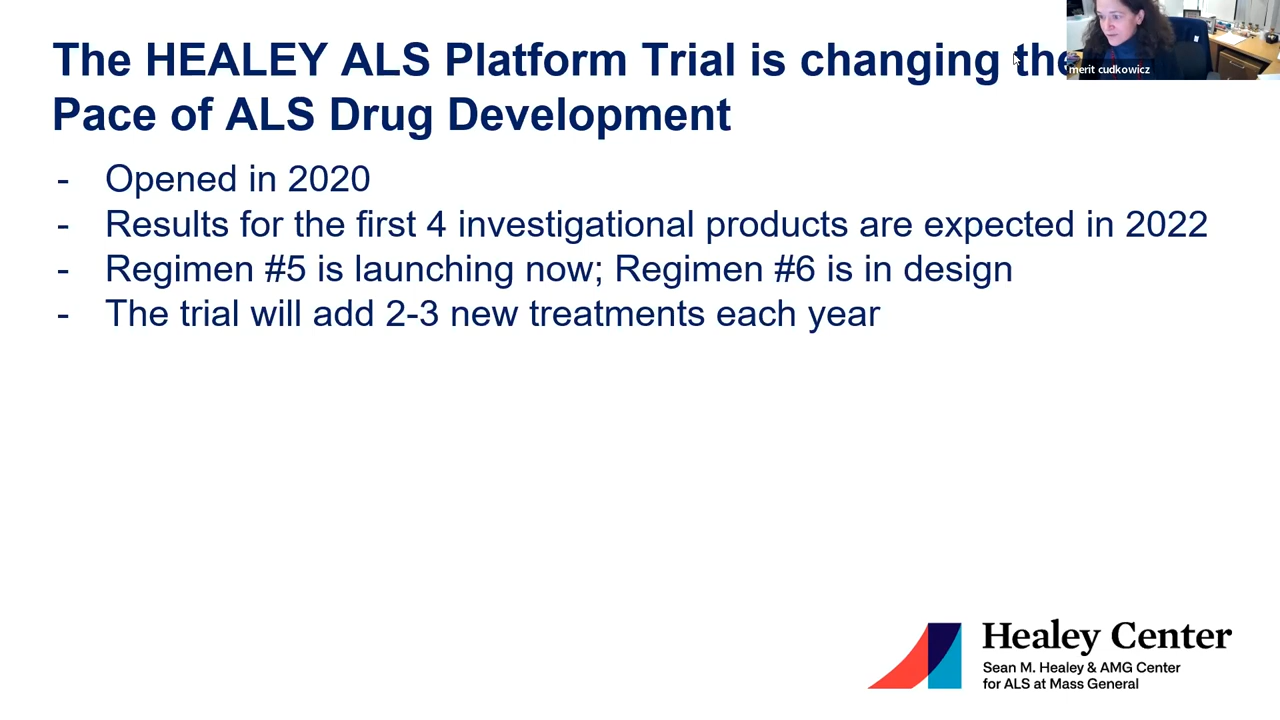 The HEALEY ALS Platform Trial is changing the
Pace of ALS Drug Development
merit cudkowicz
- Opened in 2020
- Results for the first 4 investigational products are expected in 2022
- Regimen #5 is launching now; Regimen #6 is in design
- The trial will add 2-3 new treatments each year
Healey Center
Sean M. Healey & AMG Center
for ALS at Mass General